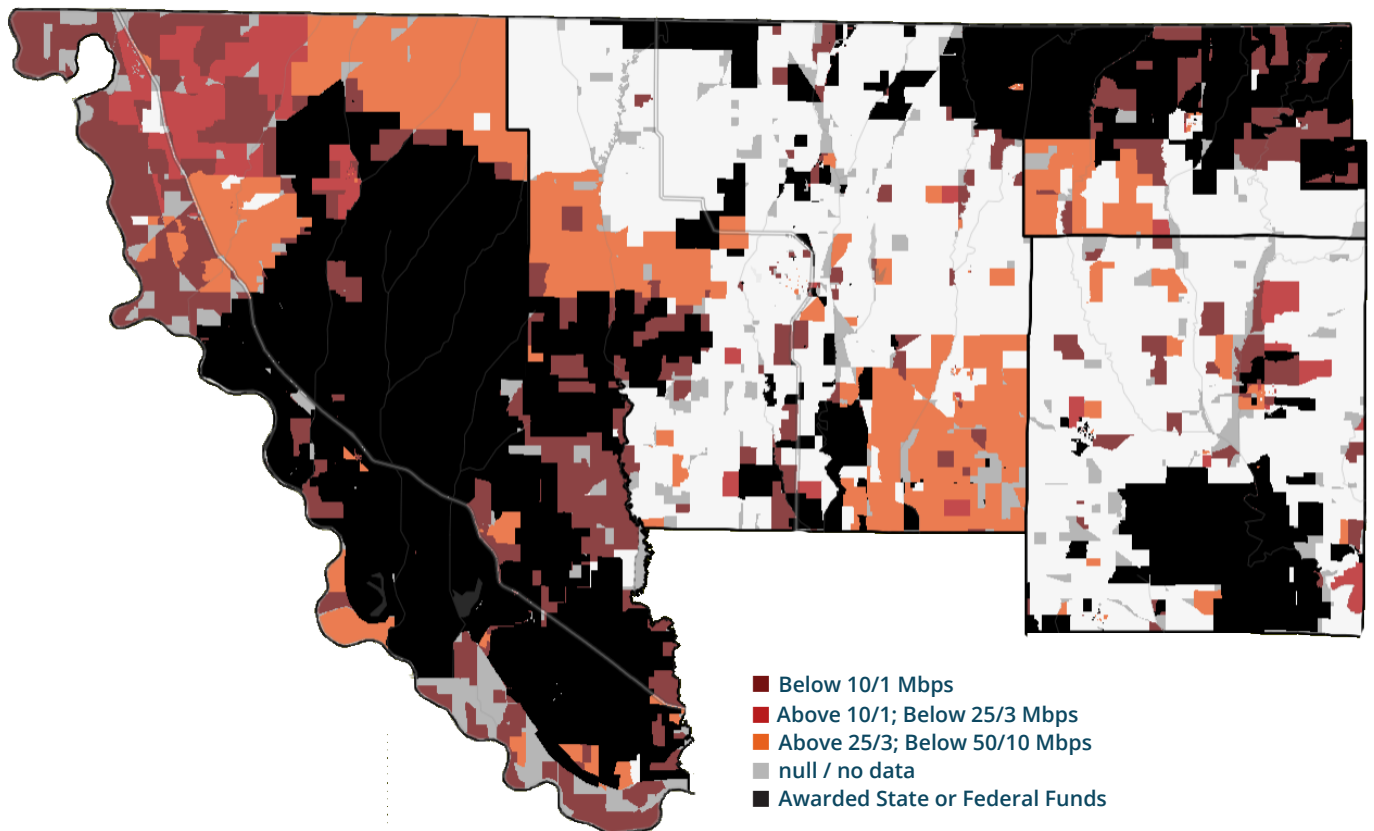 Below 10/1 Mbps
Above 10/1; Below 25/3 Mbps
Above 25/3; Below 50/10 Mbps
null / no data
Awarded State or Federal Funds